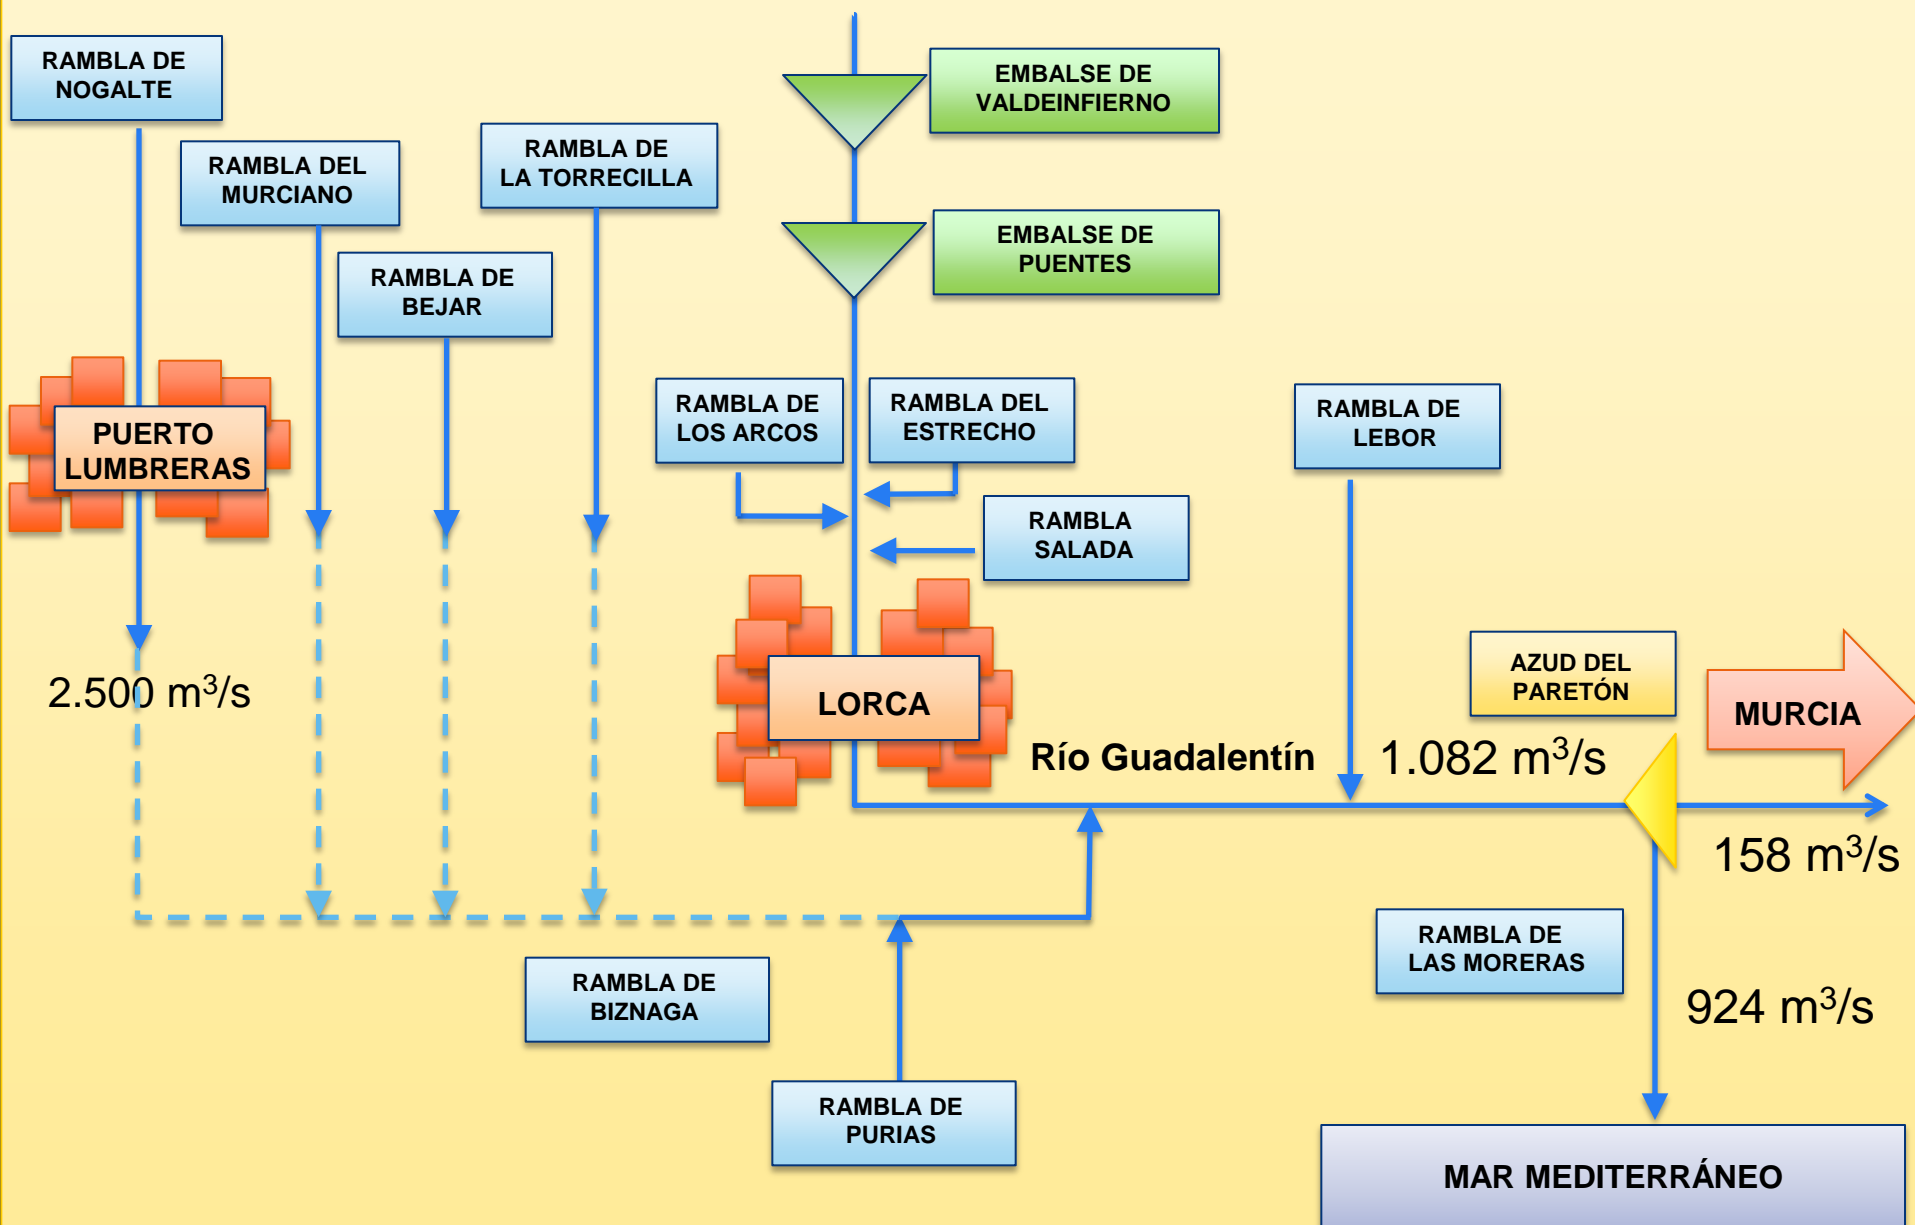 RAMBLA DE
NOGALTE
RAMBLA DEL
MURCIANO
RAMBLA DE
BEJAR
RAMBLA DE
LA TORRECILLA
EMBALSE DE
VALDEINFIERNO
EMBALSE DE
PUENTES
PUERTO
LUMBRERAS
RAMBLA DE
LOS ARCOS
RAMBLA DEL
ESTRECHO
RAMBLA
SALADA
RAMBLA DE
LEBOR
2.500 m³/s
LORCA
Río Guadalentín
1.082 m³/s
AZUD DEL
PARETÓN
MURCIA
158 m³/s
RAMBLA DE
BIZNAGA
RAMBLA DE
PURIAS
RAMBLA DE
LAS MORERAS
924 m³/s
MAR MEDITERRÁNEO